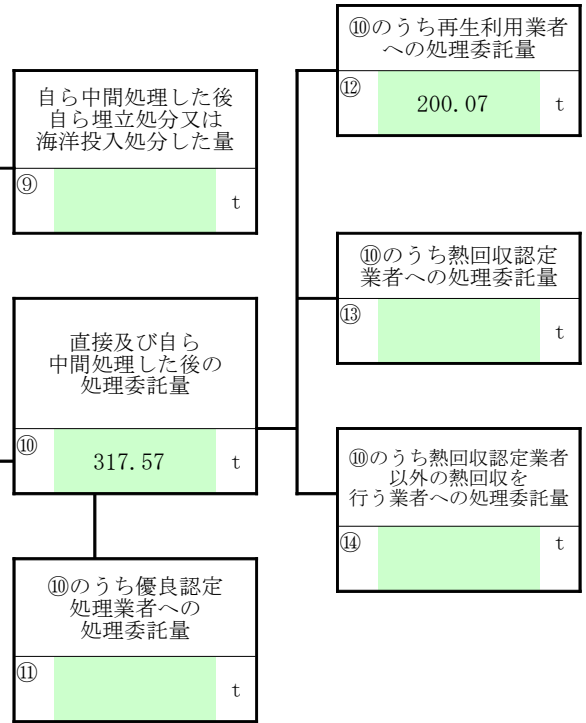 自ら中間処理した後
自ら埋立処分又は
海洋投入処分した量
⑨
t
直接及び自ら
中間処理した後の
処理委託量
⑩
317.57 t
⑩のうち優良認定
処理業者への
処理委託量
⑪
t
⑩のうち再生利用業者
への処理委託量
⑫
200.07 t
⑩のうち熱回収認定
業者への処理委託量
⑬
t
⑩のうち熱回収認定業者
以外の熱回収を
行う業者への処理委託量
⑭
t